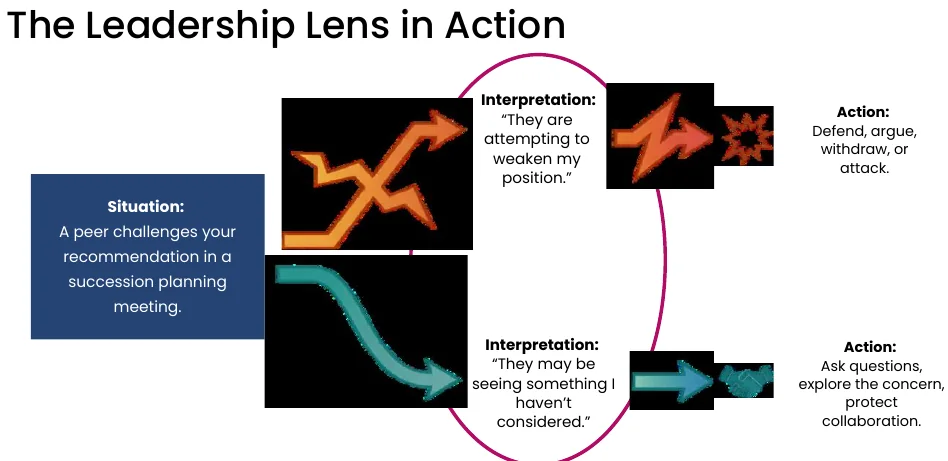 The Leadership Lens in Action
Situation:
A peer challenges your
recommendation in a
succession planning
meeting.
Interpretation:
“They are
attempting to
weaken my
position.”
Action:
Defend, argue,
withdraw, or
attack.
Interpretation:
“They may be
seeing something I
haven’t
considered.”
Action:
Ask questions,
explore the concern,
protect
collaboration.